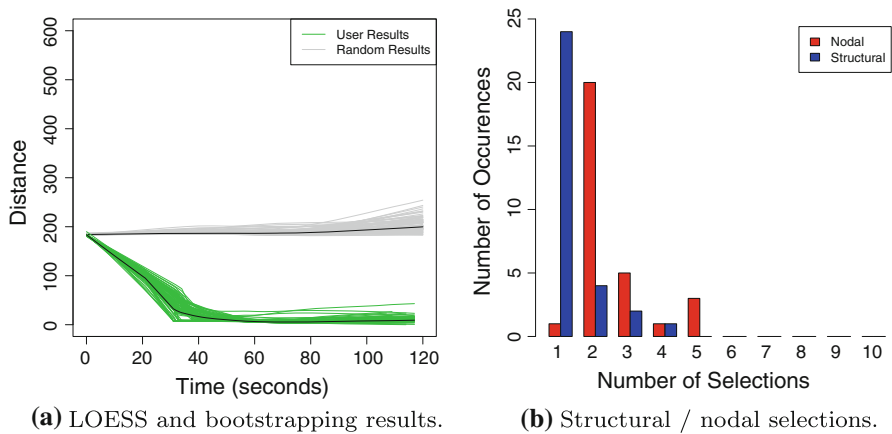 User Results
Random Results
Distance
0
100
200
300
400
500
600
0 20 40 60 80 100 120
Time (seconds)
(a) LOESS and bootstrapping results.
Nodal
Structural
Number of Occurences
0
5
10
15
20
25
1 2 3 4 5 6 7 8 9 10
Number of Selections
(b) Structural / nodal selections.